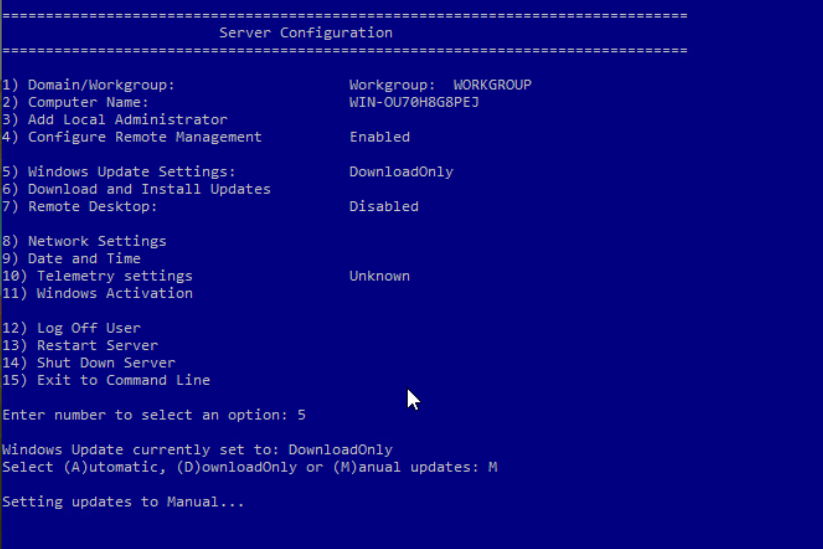 ===============================================================================
Server Configuration
===============================================================================
1) Domain/Workgroup: Workgroup: WORKGROUP
2) Computer Name: WIN-OU70H8G8PEJ
3) Add Local Administrator
4) Configure Remote Management Enabled
5) Windows Update Settings: DownloadOnly
6) Download and Install Updates
7) Remote Desktop: Disabled
8) Network Settings
9) Date and Time
10) Telemetry settings Unknown
11) Windows Activation
12) Log Off User
13) Restart Server
14) Shut Down Server
15) Exit to Command Line
Enter number to select an option: 5
Windows Update currently set to: DownloadOnly
Select (A)utomatic, (D)ownloadOnly or (M)anual updates: M
Setting updates to Manual...